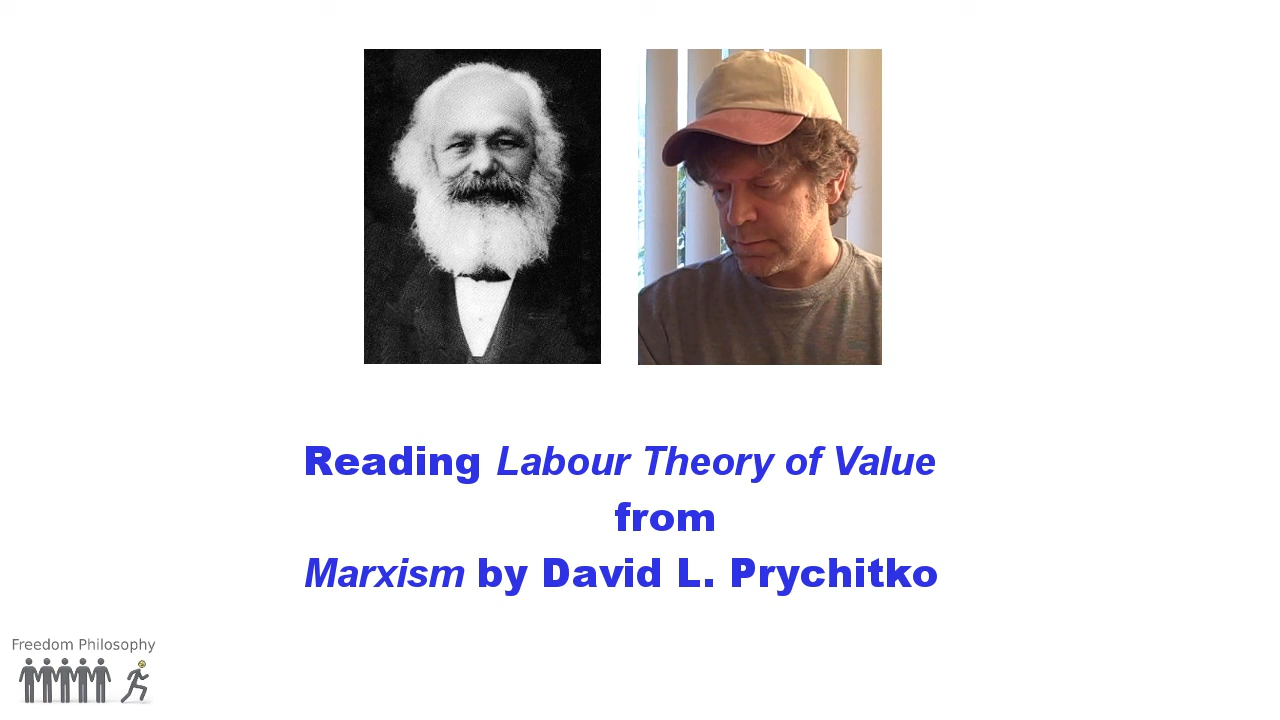 Reading Labour Theory of Value
from
Marxism by David L. Prychitko
Freedom Philosophy